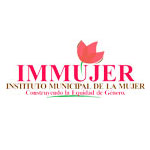 IMMUJER
INSTITUTO MUNICIPAL DE LA MUJER
Construyendo la Equidad de Género.